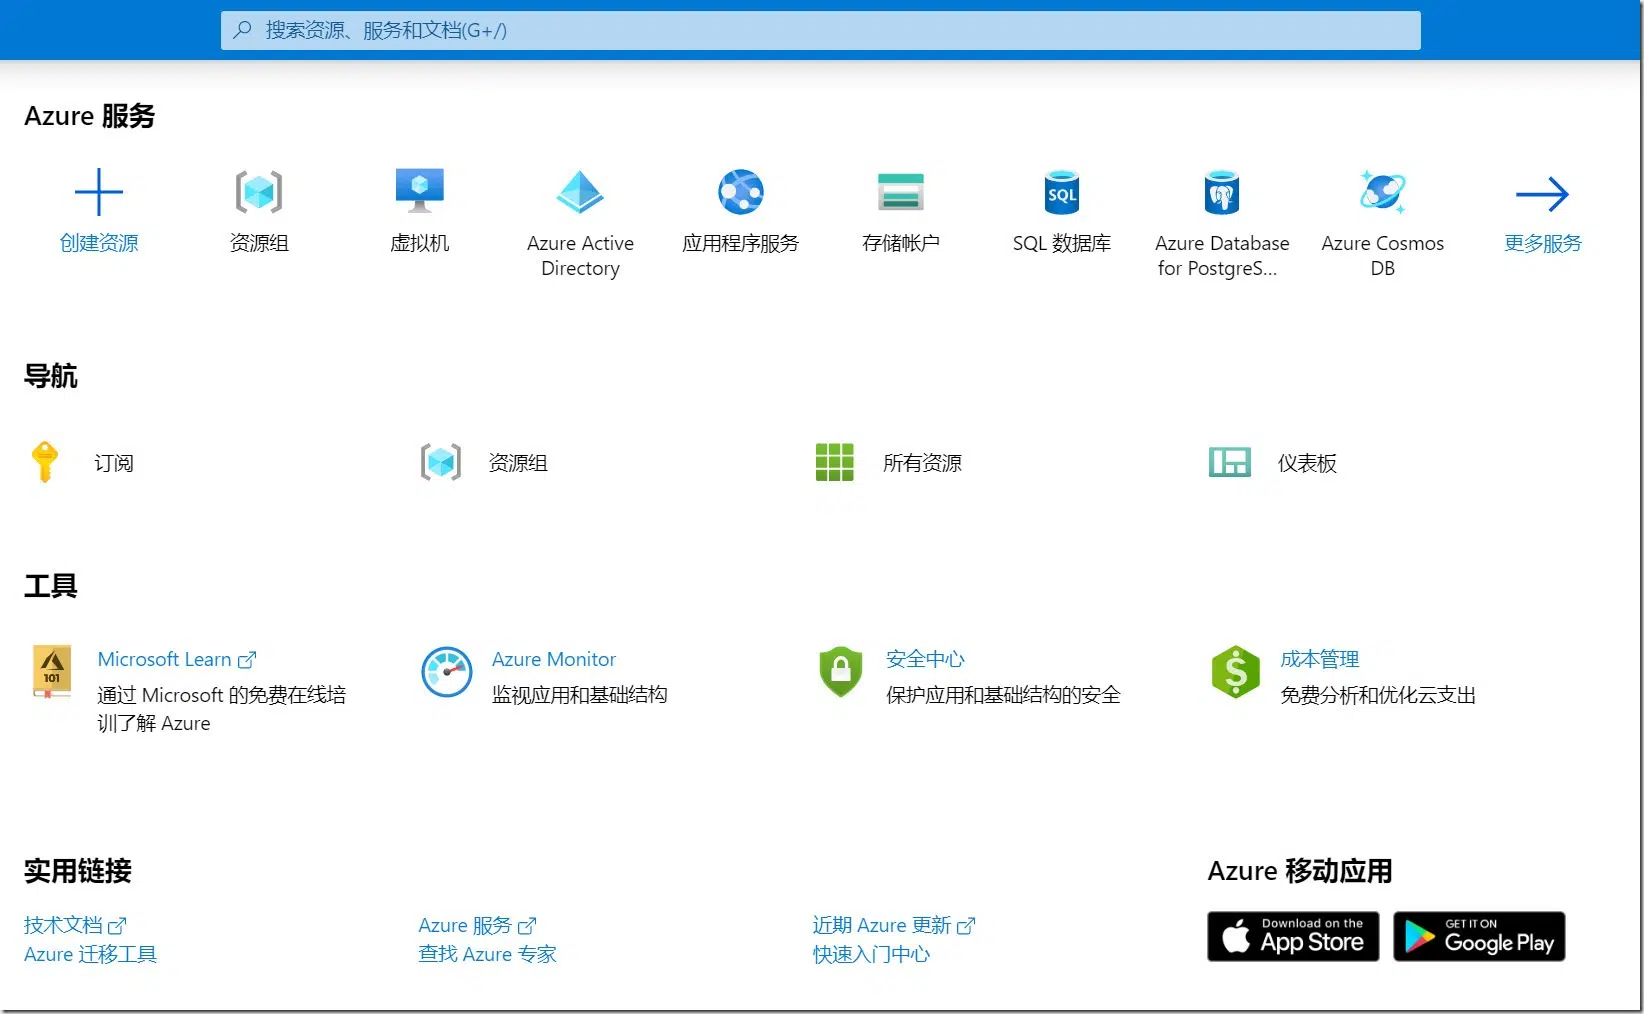 搜索资源、服务和文档(G+/)
Azure 服务
创建资源
资源组
虚拟机
Azure Active
Directory
应用程序服务
存储帐户
SQL
SQL 数据库
Azure Database
for PostgreS...
Azure Cosmos
DB
更多服务
导航
订阅
资源组
所有资源
仪表板
工具
101
Microsoft Learn
通过 Microsoft 的免费在线培
训了解 Azure
Azure Monitor
监视应用和基础结构
安全中心
保护应用和基础结构的安全
$
成本管理
免费分析和优化云支出
实用链接
技术文档
Azure 迁移工具
Azure 服务
查找 Azure 专家
近期 Azure 更新
快速入门中心
Azure 移动应用
Download on the
App Store
GET IT ON
Google Play